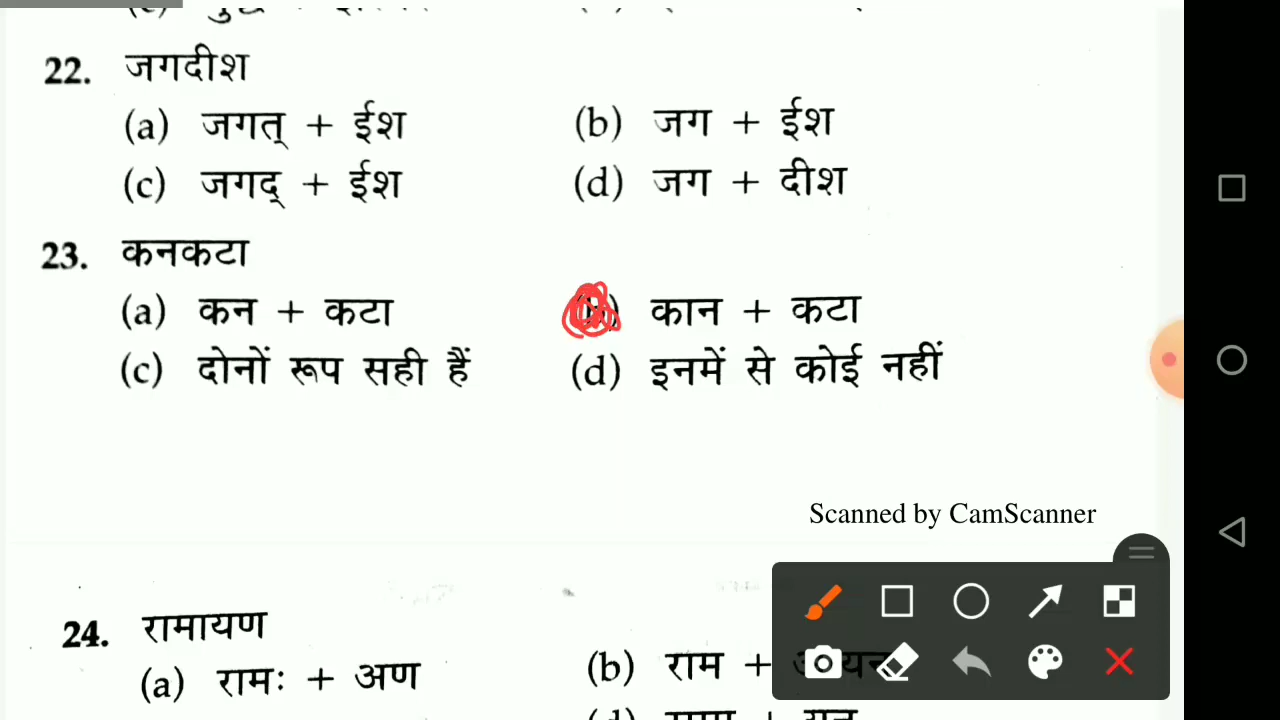 22. जगदीश
(a) जगत् + ईश (b) जग + ईश
(c) जगद् + ईश (d) जग + दीश
23. कनकटा
(a) कन + कटा (b) कान + कटा
(c) दोनों रूप सही हैं (d) इनमें से कोई नहीं
Scanned by CamScanner
24. रामायण
(a) रामः + अण (b) राम +